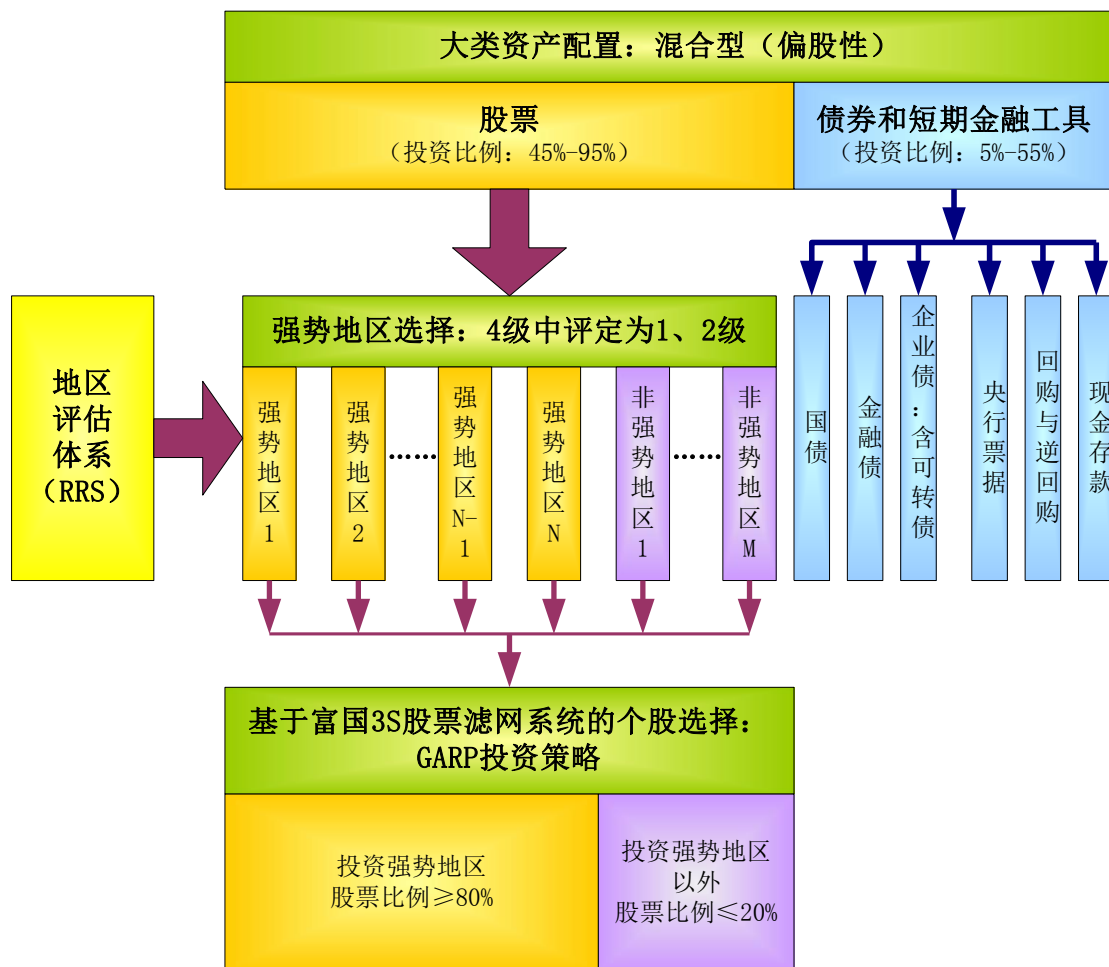 大类资产配置：混合型（偏股性）
股票
（投资比例：45%-95%）
债券和短期金融工具
（投资比例：5%-55%）
地区
评估
体系
（RRS）
强势地区选择：4级中评定为1、2级
强势地区1
强势地区2
……
强势地区N-1
强势地区N
非强势地区1
……
非强势地区M
国债
金融债
企业债：含可转债
央行票据
回购与逆回购
现金存款
基于富国3S股票滤网系统的个股选择：
GARP投资策略
投资强势地区
股票比例≥80%
投资强势地区
以外
股票比例≤20%